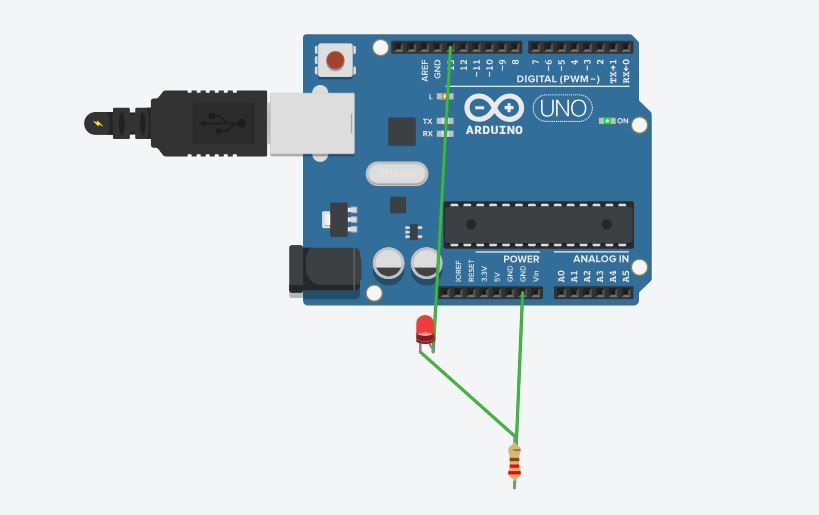 AREF
GND
13
12
~11
~10
~9
8
7
~6
~5
4
~3
2
TX→1
RX←0
DIGITAL (PWM~)
L
TX
RX
ARDUINO
UNO
ON
IOREF
RESET
3.3V
5V
GND
GND
Vin
POWER
ANALOG IN
A0
A1
A2
A3
A4
A5